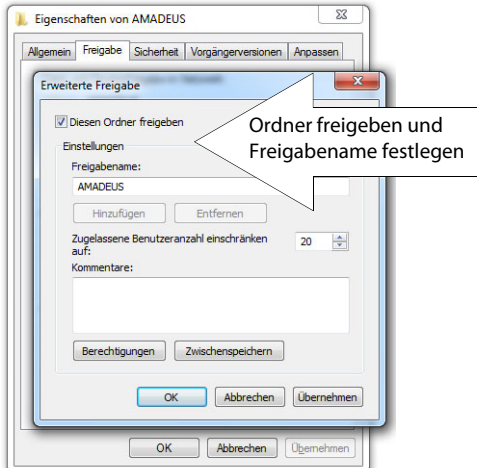 Eigenschaften von AMADEUS
Allgemein Freigabe Sicherheit Vorgängerversionen Anpassen
Erweiterte Freigabe
Diesen Ordner freigeben
Ordner freigeben und
Freigabename festlegen
Einstellungen
Freigabename:
AMADEUS
Hinzufügen Entfernen
Zugelassene Benutzeranzahl einschränken 20
auf:
Kommentare:
Berechtigungen Zwischenspeichern
OK Abbrechen Übernehmen
OK Abbrechen Übernehmen